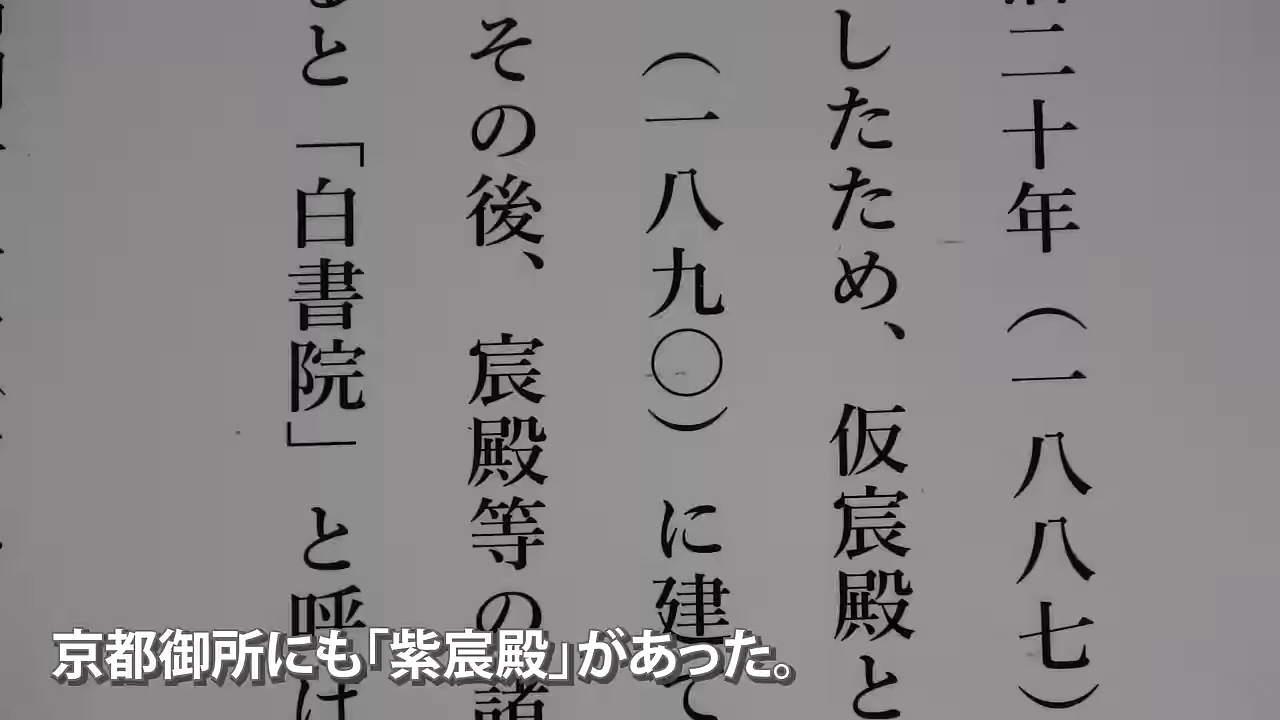 二十年（一八八七）
したため、仮宸殿と
（一八九〇）に建て
その後、宸殿等の諸
ると「白書院」と呼
京都御所にも「紫宸殿」があった。